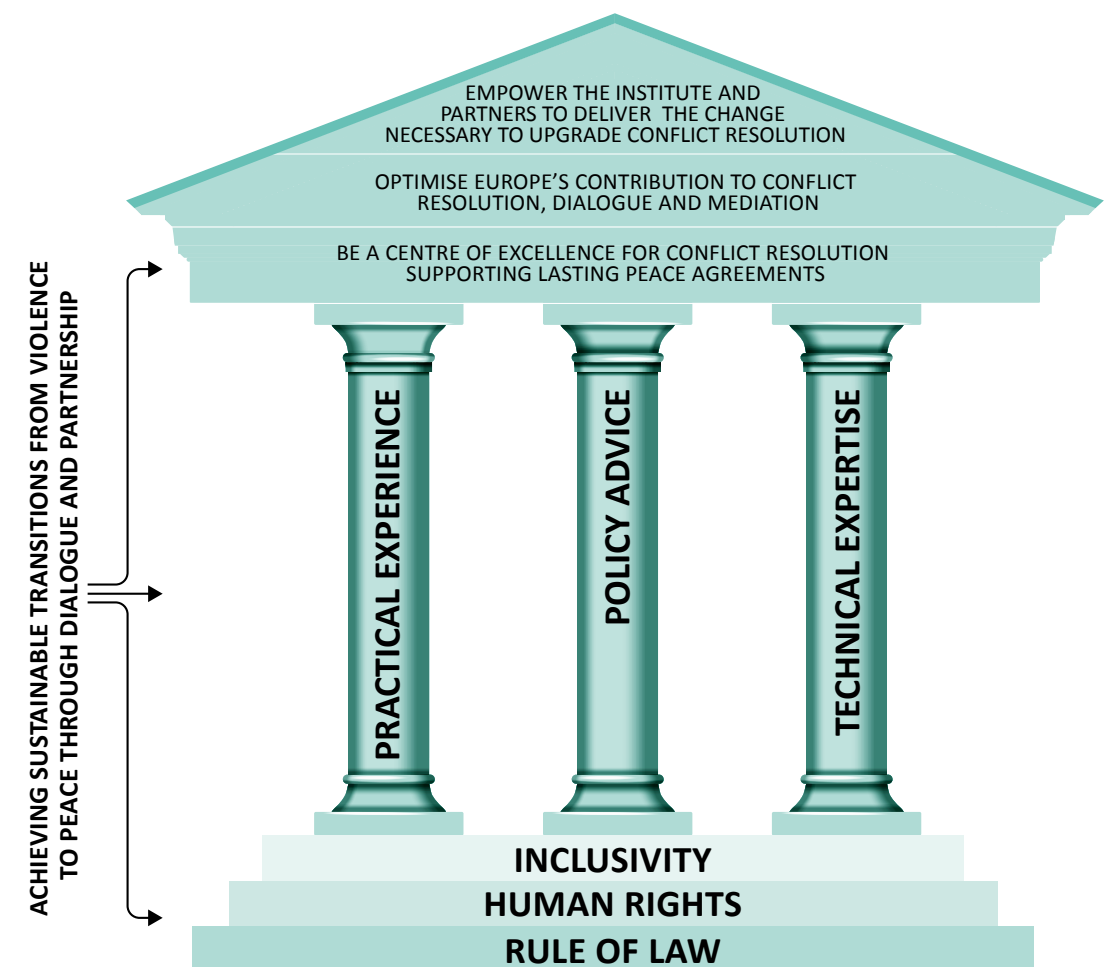 EMPOWER THE INSTITUTE AND
PARTNERS TO DELIVER THE CHANGE
NECESSARY TO UPGRADE CONFLICT RESOLUTION
OPTIMISE EUROPE’S CONTRIBUTION TO CONFLICT
RESOLUTION, DIALOGUE AND MEDIATION
BE A CENTRE OF EXCELLENCE FOR CONFLICT RESOLUTION
SUPPORTING LASTING PEACE AGREEMENTS
ACHIEVING SUSTAINABLE TRANSITIONS FROM VIOLENCE
TO PEACE THROUGH DIALOGUE AND PARTNERSHIP
PRACTICAL EXPERIENCE
POLICY ADVICE
TECHNICAL EXPERTISE
INCLUSIVITY
HUMAN RIGHTS
RULE OF LAW